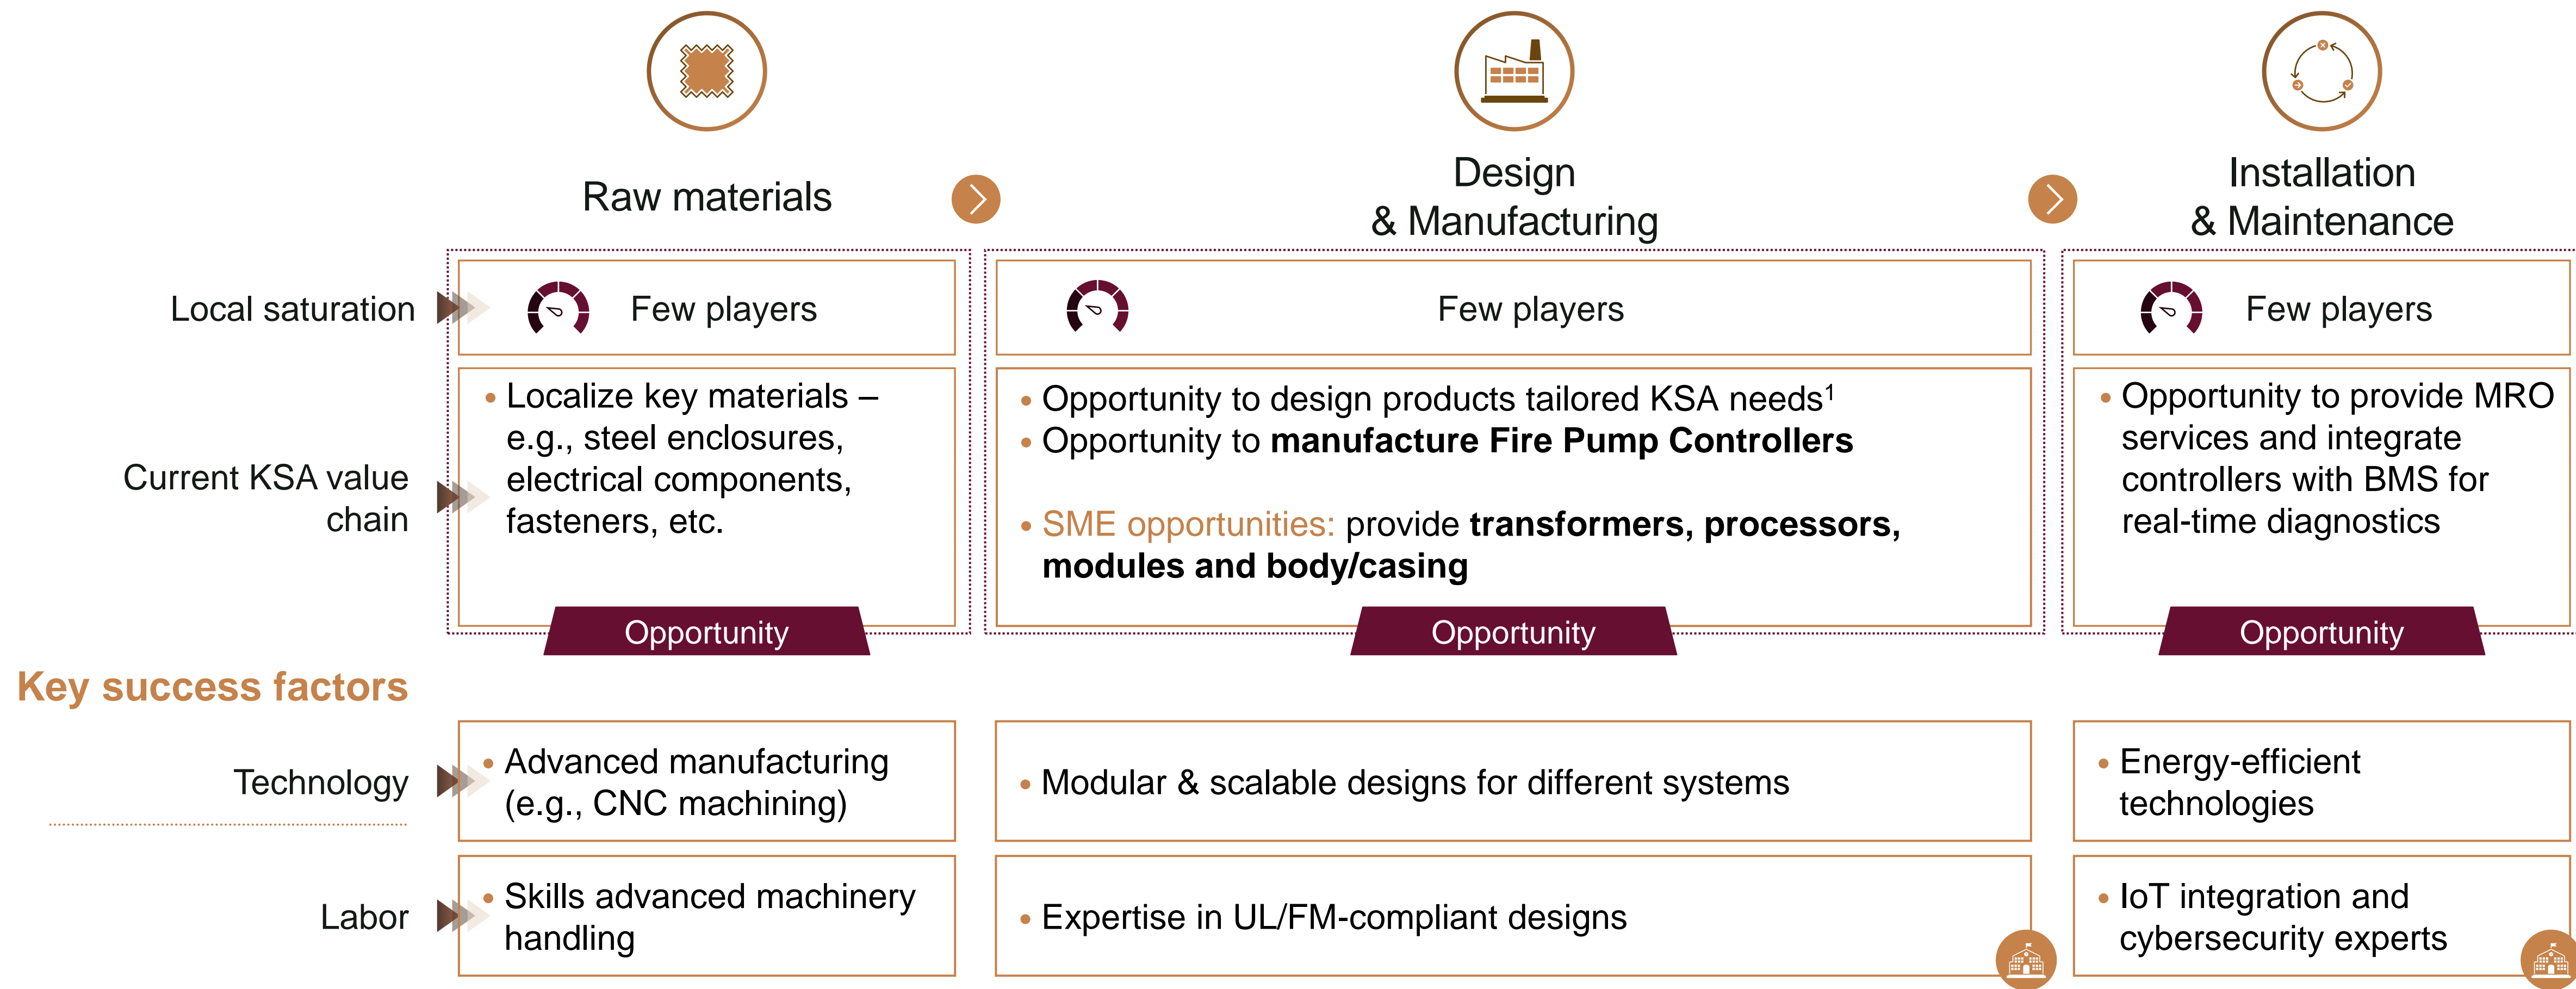 Raw materials
Design
& Manufacturing
Installation
& Maintenance
Local saturation
Few players
Few players
Few players
Current KSA value
chain
• Localize key materials –
e.g., steel enclosures,
electrical components,
fasteners, etc.
Opportunity
• Opportunity to design products tailored KSA needs¹
• Opportunity to manufacture Fire Pump Controllers
• SME opportunities: provide transformers, processors,
modules and body/casing
Opportunity
• Opportunity to provide MRO
services and integrate
controllers with BMS for
real-time diagnostics
Opportunity
Key success factors
Technology
• Advanced manufacturing
(e.g., CNC machining)
• Modular & scalable designs for different systems
• Energy-efficient
technologies
Labor
• Skills advanced machinery
handling
• Expertise in UL/FM-compliant designs
• IoT integration and
cybersecurity experts